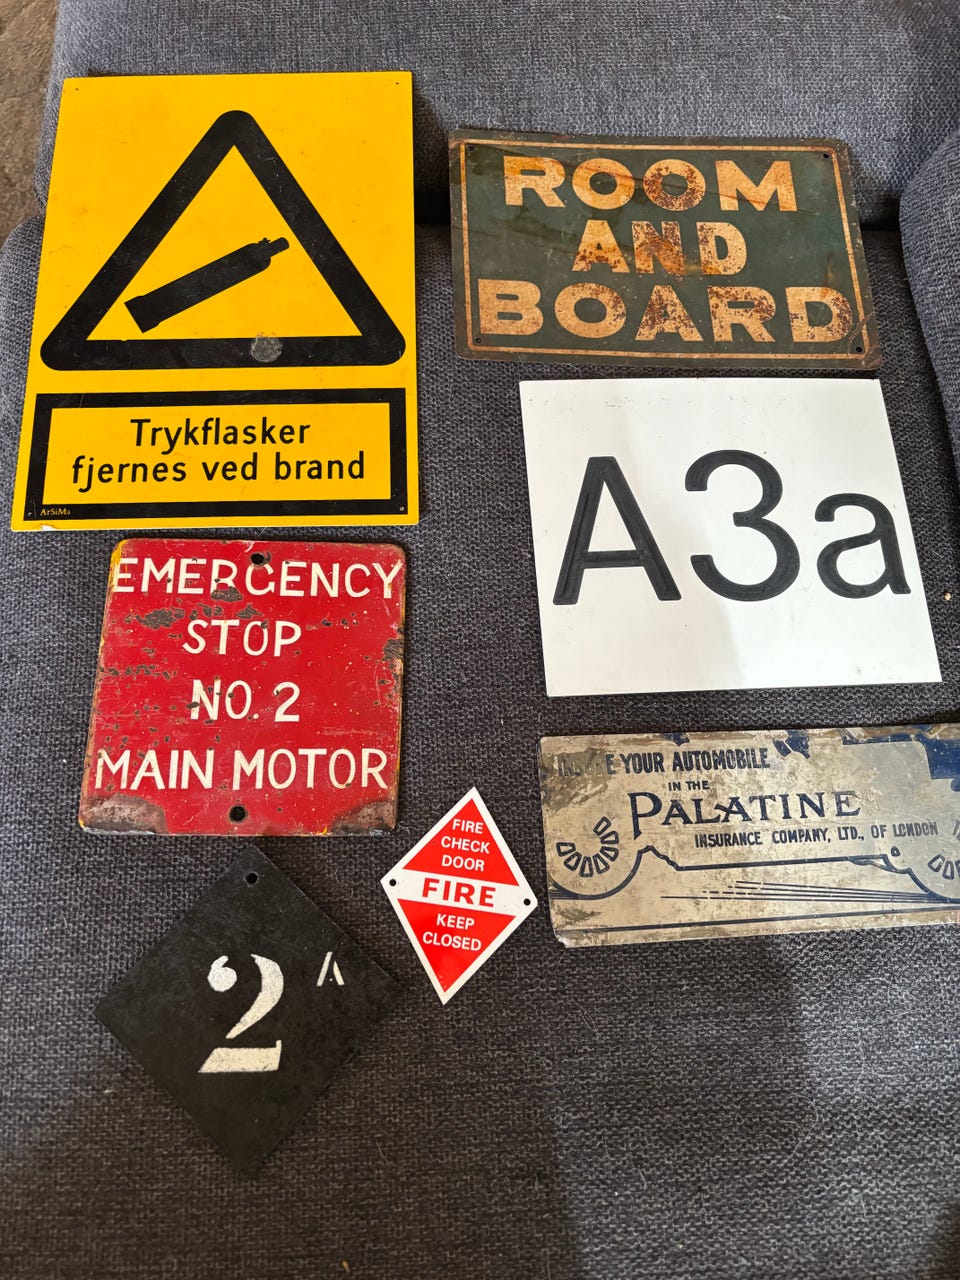 Trykflasker
fjernes ved brand
ArSiMa
ROOM
AND
BOARD
A3a
EMERGENCY
STOP
NO. 2
MAIN MOTOR
YOUR AUTOMOBILE
IN THE
PALATINE
INSURANCE COMPANY, LTD., OF LONDON
FIRE
CHECK
DOOR
FIRE
KEEP
CLOSED
2 A